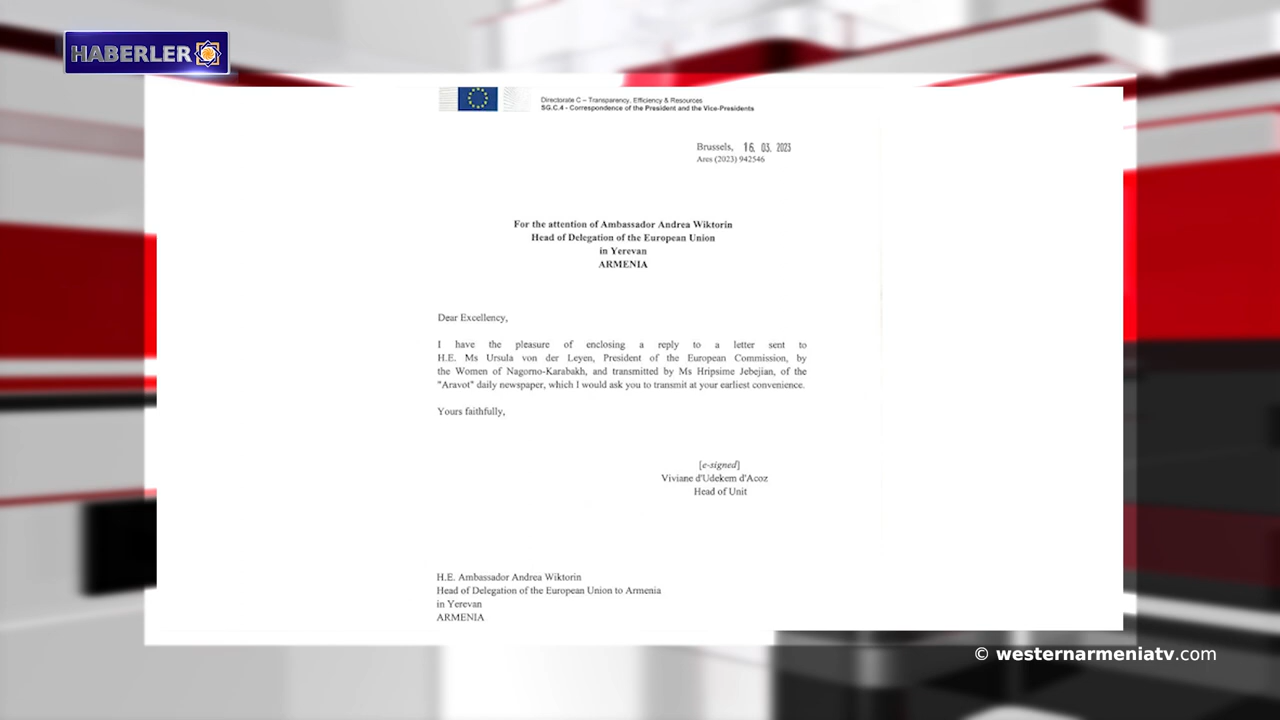 HABERLER
Directorate C – Transparency, Efficiency & Resources
SG.C.4 - Correspondence of the President and the Vice-Presidents
Brussels, 16. 03. 2023
Ares (2023) 942546
For the attention of Ambassador Andrea Wiktorin
Head of Delegation of the European Union
in Yerevan
ARMENIA
Dear Excellency,
I have the pleasure of enclosing a reply to a letter sent to
H.E. Ms Ursula von der Leyen, President of the European Commission, by
the Women of Nagorno-Karabakh, and transmitted by Ms Hripsime Jebejian, of the
"Aravot" daily newspaper, which I would ask you to transmit at your earliest convenience.
Yours faithfully,
[e-signed]
Viviane d'Udekem d'Acoz
Head of Unit
H.E. Ambassador Andrea Wiktorin
Head of Delegation of the European Union to Armenia
in Yerevan
ARMENIA
© westernarmeniatv.com